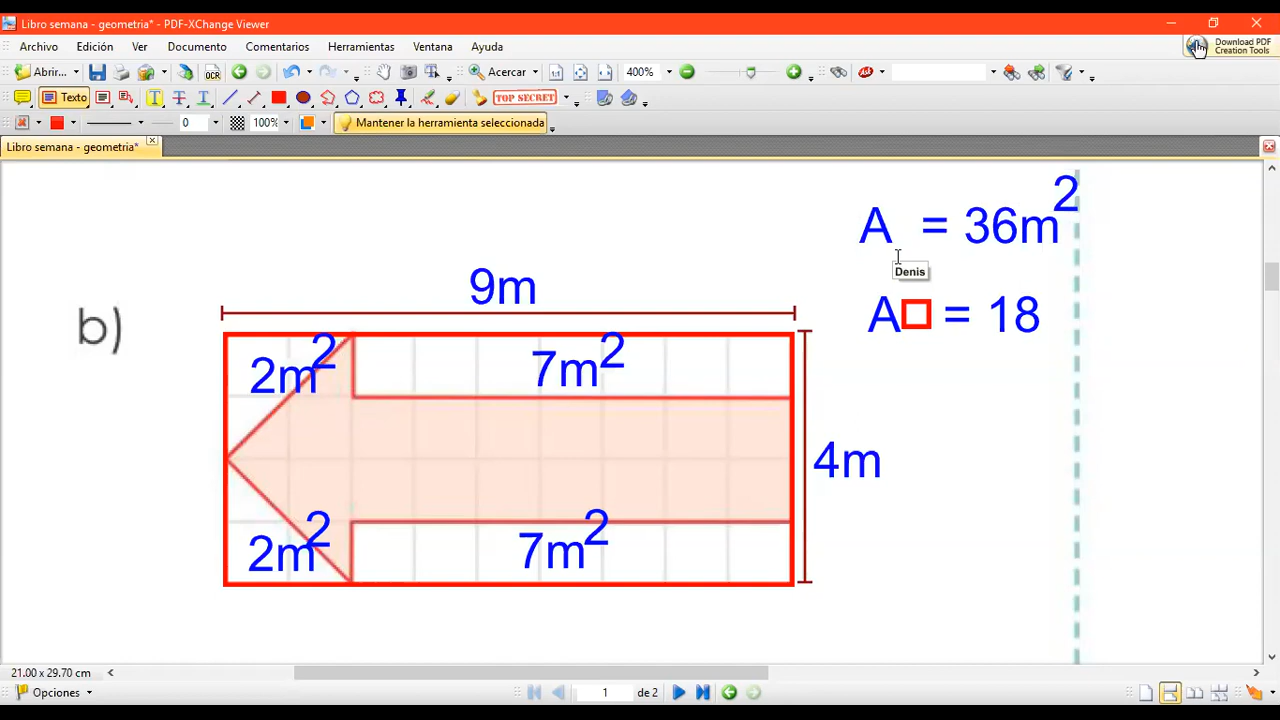 Libro semana - geometria* - PDF-XChange Viewer
Archivo Edición Ver Documento Comentarios Herramientas Ventana Ayuda
Download PDF
Creation Tools
Abrir... OCR Acercar 400%
Texto TOP SECRET
0 100% Mantener la herramienta seleccionada
Libro semana - geometria*
A = 36m²
Denis
9m
A□ = 18
b)
2m² 7m²
4m
2m² 7m²
21.00 x 29.70 cm
Opciones 1 de 2